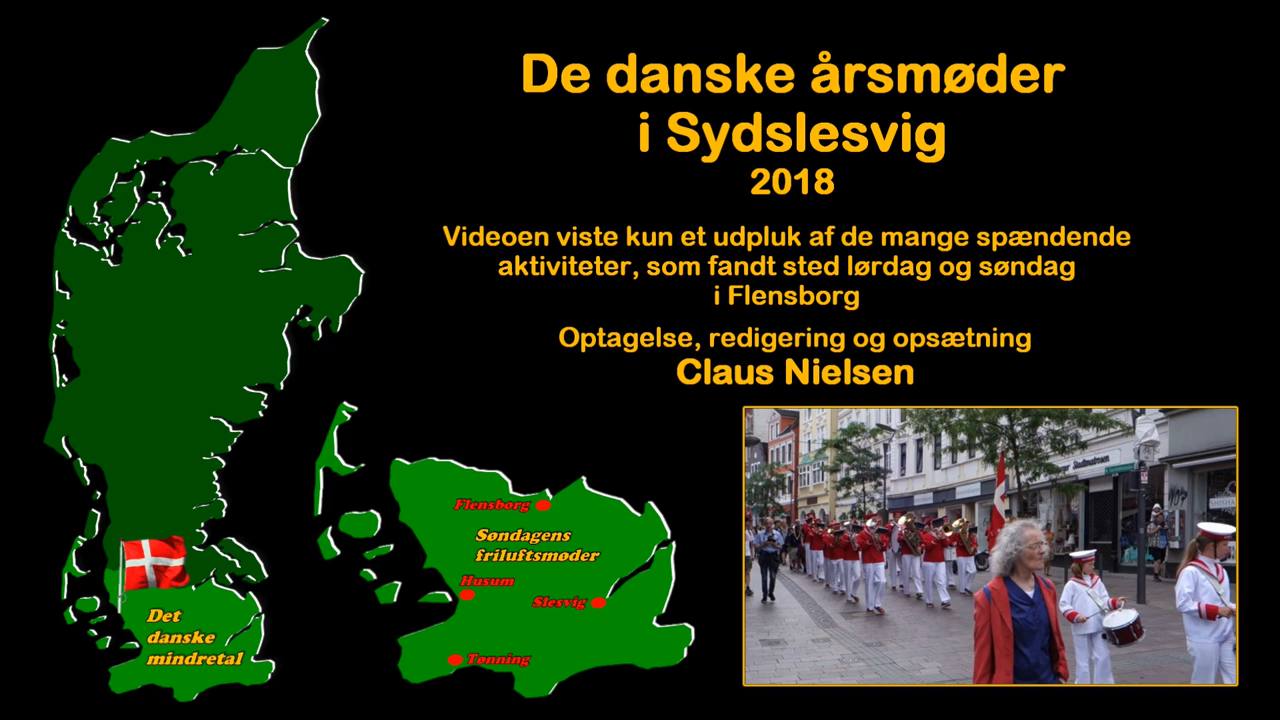 De danske årsmøder
i Sydslesvig
2018
Videoen viste kun et udpluk af de mange spændende
aktiviteter, som fandt sted lørdag og søndag
i Flensborg
Optagelse, redigering og opsætning
Claus Nielsen
Flensborg
Søndagens
friluftsmøder
Husum
Slesvig
Tønning
Det
danske
mindretal